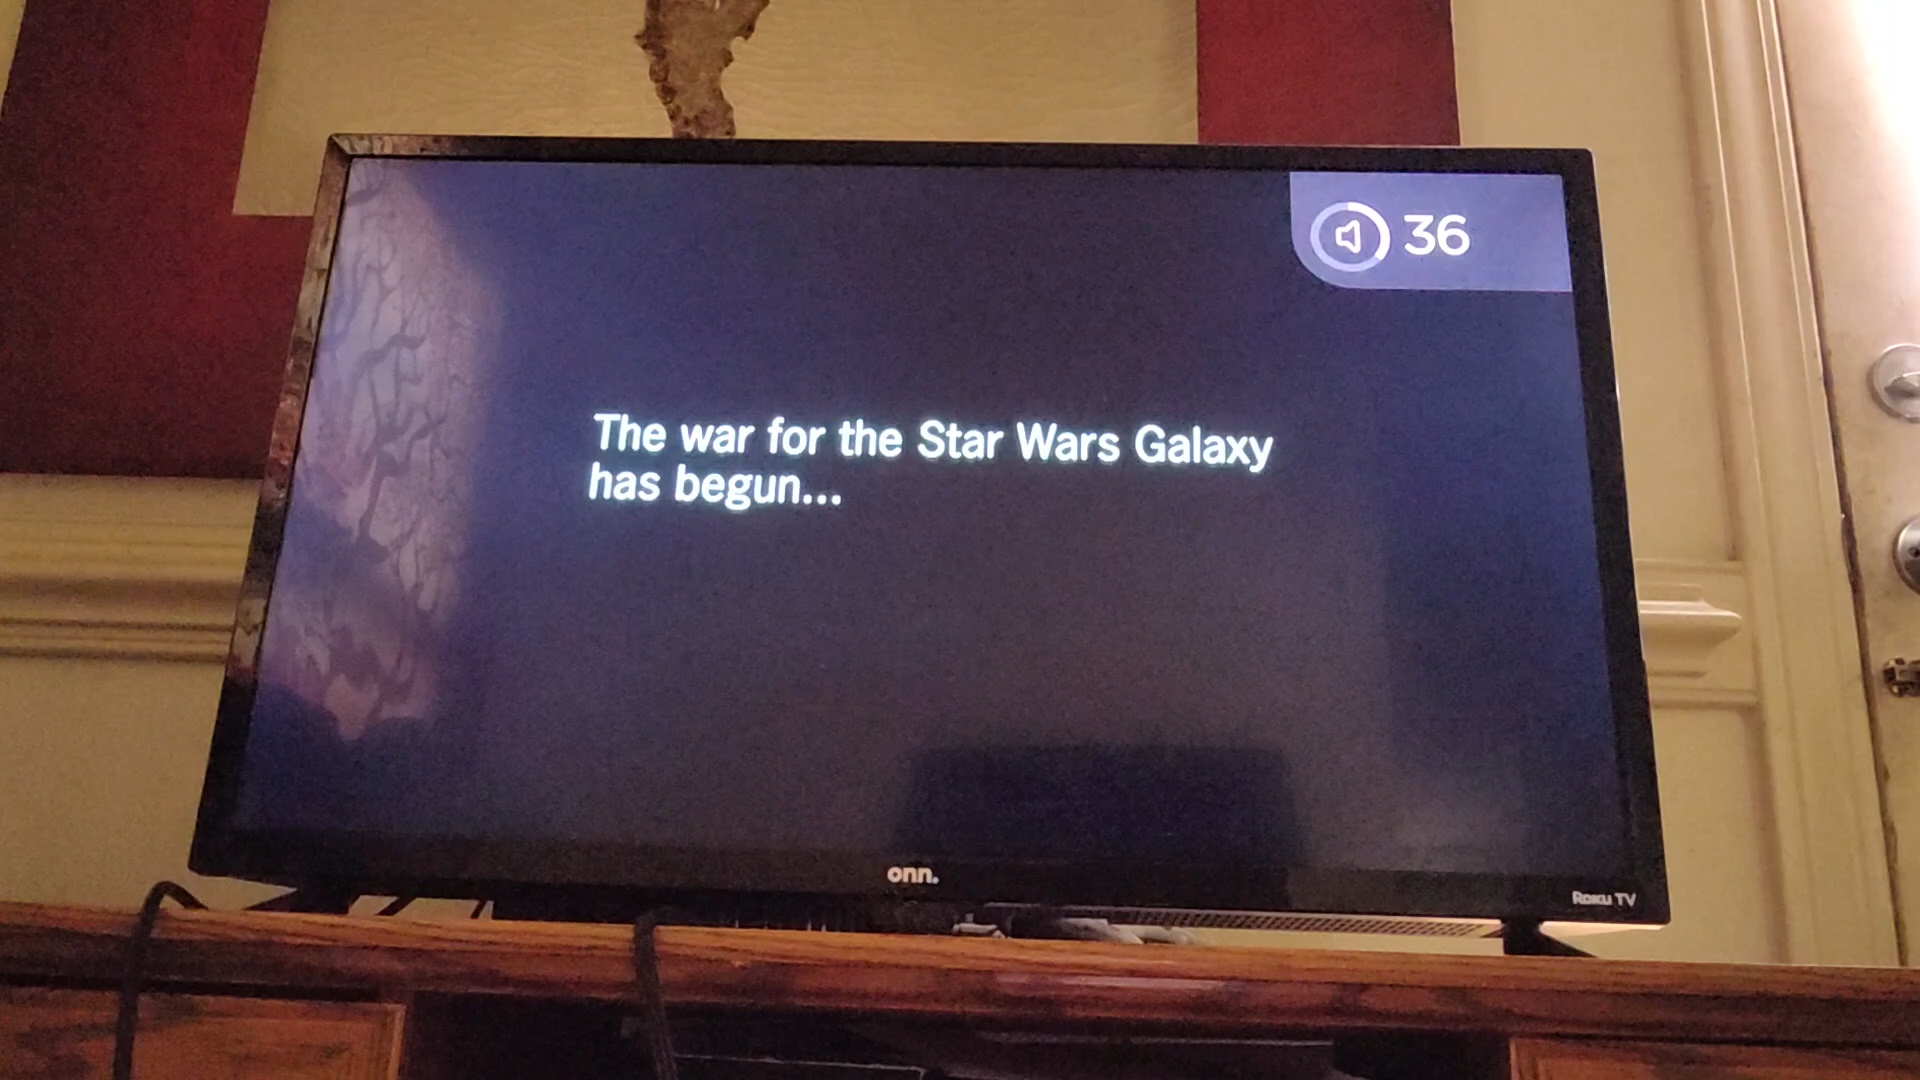 36
The war for the Star Wars Galaxy
has begun...
onn.
Roku TV